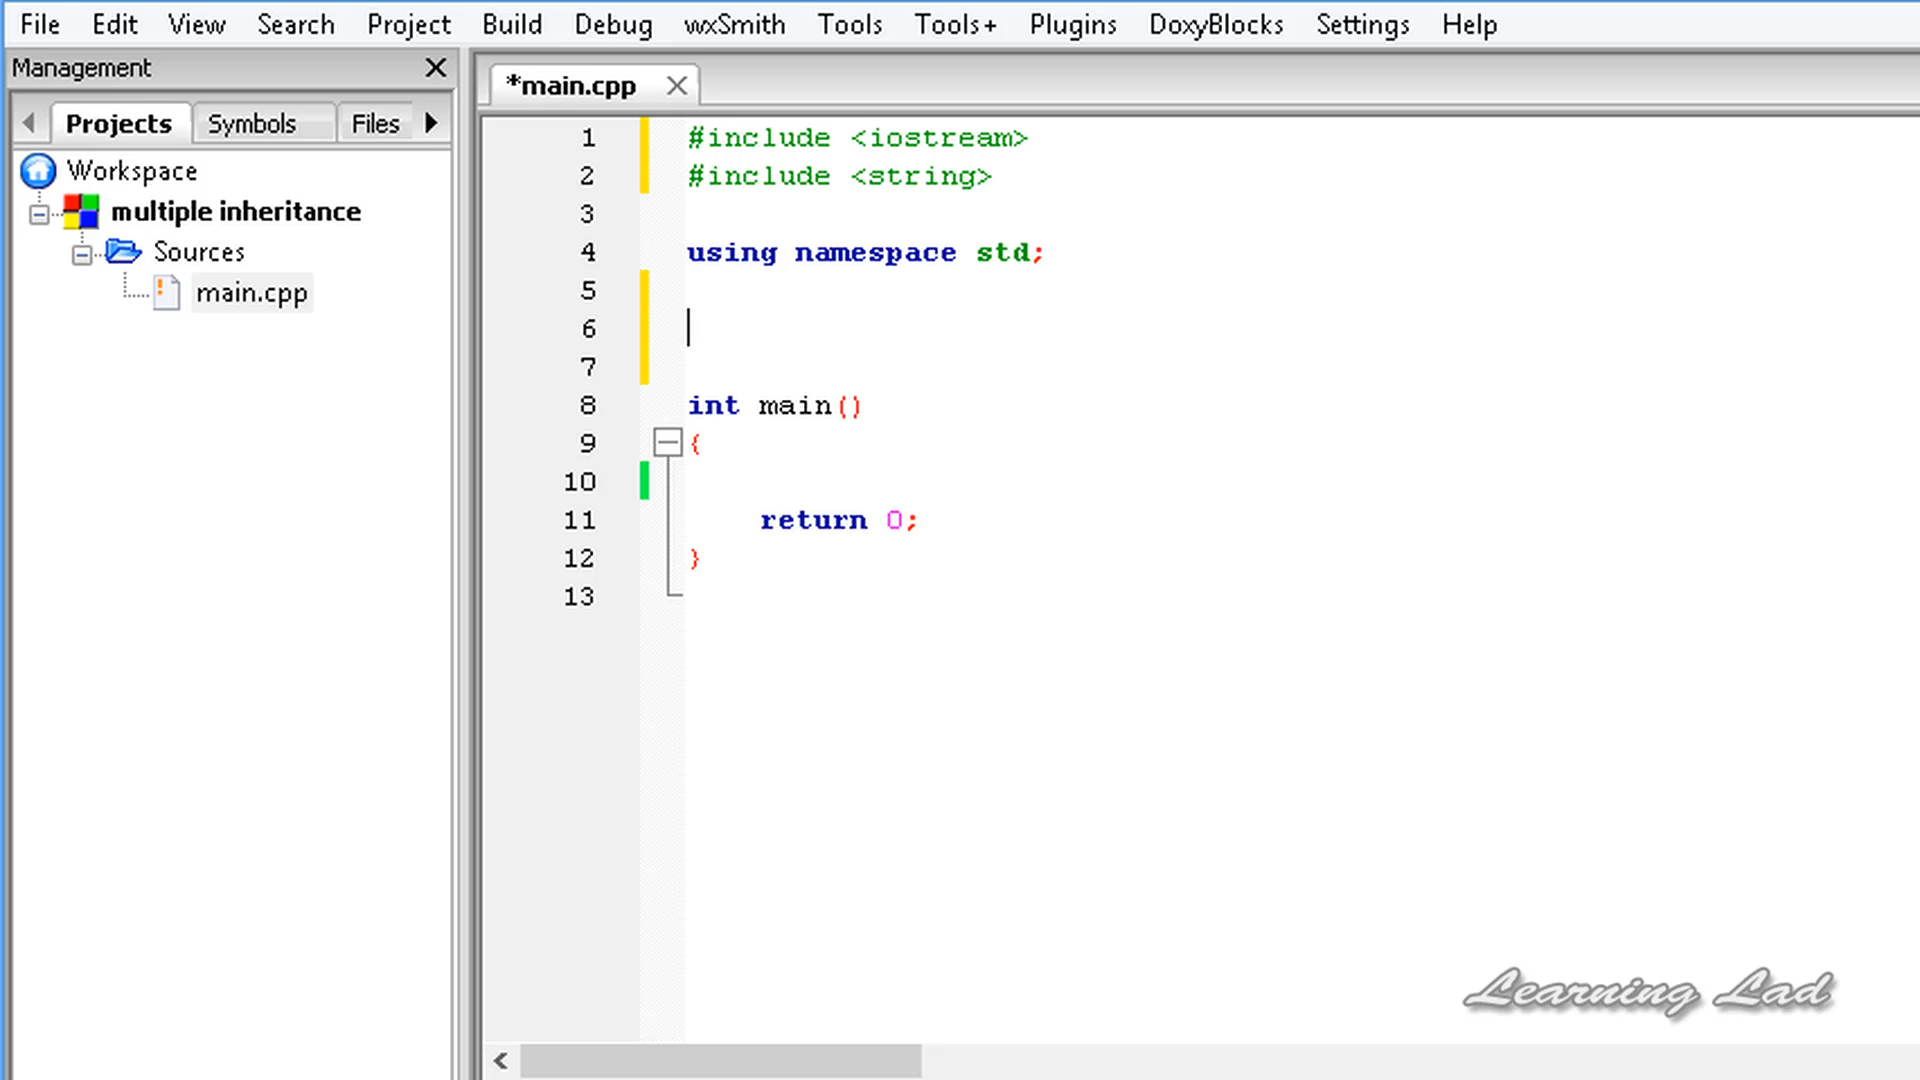 File Edit View Search Project Build Debug wxSmith Tools Tools+ Plugins DoxyBlocks Settings Help
Management
*main.cpp
Projects Symbols Files
Workspace
multiple inheritance
Sources
main.cpp
1 #include <iostream>
2 #include <string>
3
4 using namespace std;
5
6
7
8 int main()
9 {
10
11 return 0;
12 }
13
Learning Lad